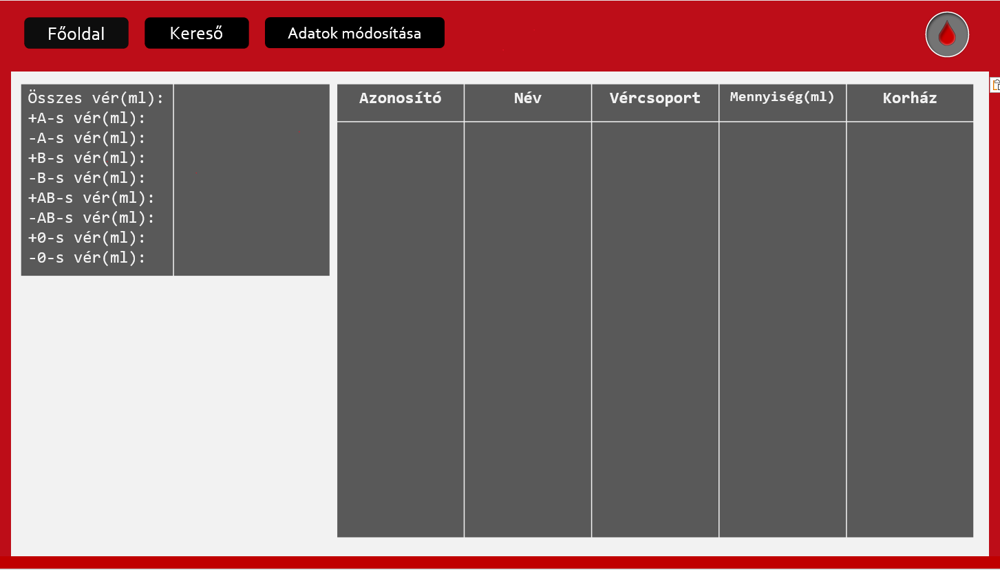 Főoldal
Kereső
Adatok módosítása
Összes vér(ml):
+A-s vér(ml):
-A-s vér(ml):
+B-s vér(ml):
-B-s vér(ml):
+AB-s vér(ml):
-AB-s vér(ml):
+0-s vér(ml):
-0-s vér(ml):
Azonosító
Név
Vércsoport
Mennyiség(ml)
Korház